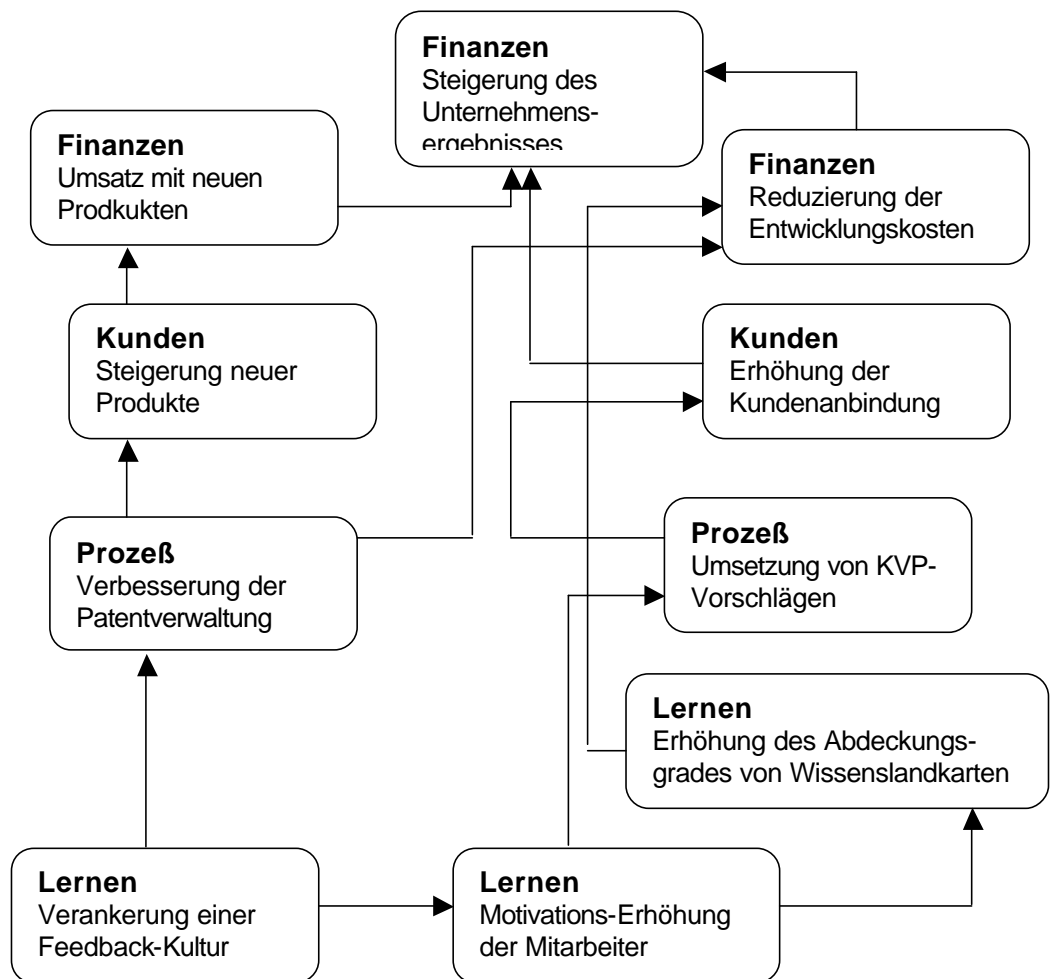 Finanzen
Steigerung des
Unternehmens-
ergebnisses
Finanzen
Umsatz mit neuen
Prodkukten
Finanzen
Reduzierung der
Entwicklungskosten
Kunden
Steigerung neuer
Produkte
Kunden
Erhöhung der
Kundenanbindung
Prozeß
Verbesserung der
Patentverwaltung
Prozeß
Umsetzung von KVP-
Vorschlägen
Lernen
Erhöhung des Abdeckungs-
grades von Wissenslandkarten
Lernen
Verankerung einer
Feedback-Kultur
Lernen
Motivations-Erhöhung
der Mitarbeiter